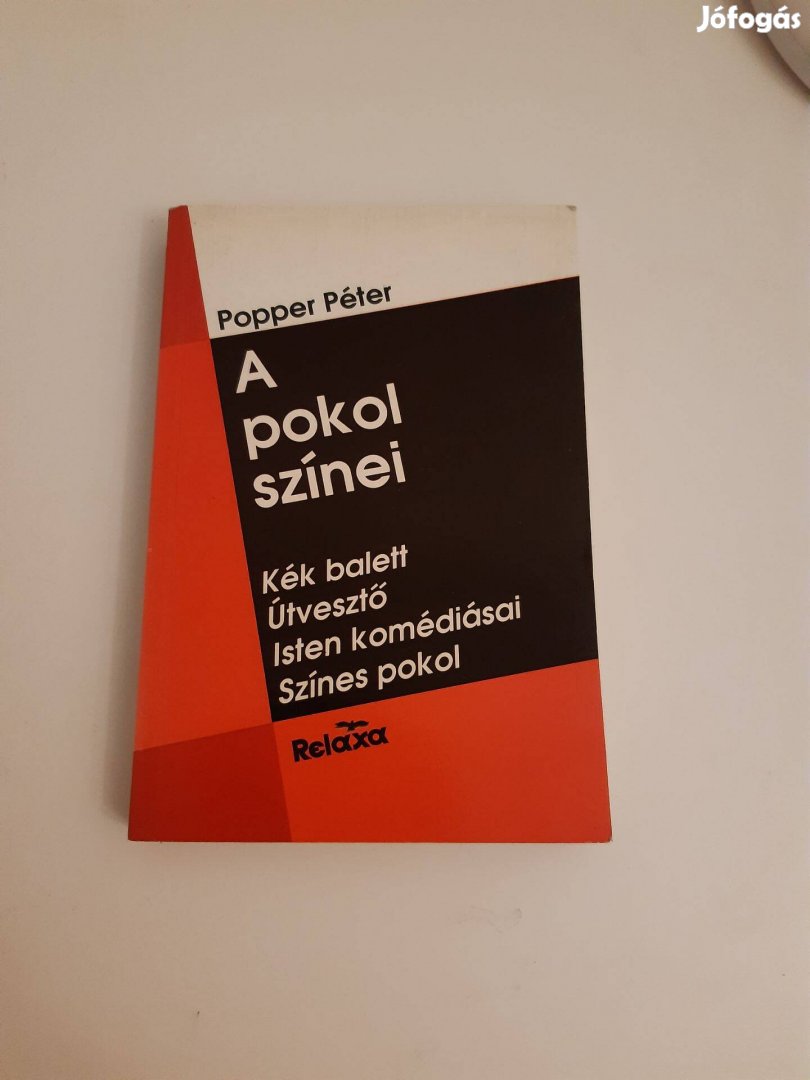 Jófogás
Popper Péter
A
pokol
színei
Kék balett
Útvesztő
Isten komédiásai
Színes pokol
Relaxa